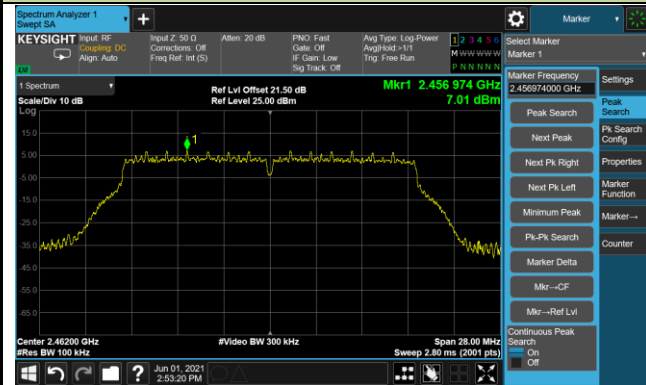 Spectrum Analyzer 1
Swept SA
Marker
KEYSIGHT
Input: RF
Coupling: DC
Align: Auto
Input Z: 50 Ω
Corrections: Off
Freq Ref: Int (S)
Atten: 20 dB
PNO: Fast
Gate: Off
IF Gain: Low
Sig Track: Off
Avg Type: Log-Power
Avg|Hold:>1/1
Trig: Free Run
1 2 3 4 5 6
M W W W W W
P N N N N N
Select Marker
Marker 1
1 Spectrum
Scale/Div 10 dB
Log
Ref Lvl Offset 21.50 dB
Ref Level 25.00 dBm
Mkr1 2.456 974 GHz
7.01 dBm
15.0
5.00
-5.00
-15.0
-25.0
-35.0
-45.0
-55.0
-65.0
1
Center 2.46200 GHz
#Res BW 100 kHz
#Video BW 300 kHz
Span 28.00 MHz
Sweep 2.80 ms (2001 pts)
Marker Frequency
2.456974000 GHz
Peak Search
Next Peak
Next Pk Right
Next Pk Left
Minimum Peak
Pk-Pk Search
Marker Delta
Mkr→CF
Mkr→Ref Lvl
Continuous Peak
Search
On
Off
Settings
Peak
Search
Pk Search
Config
Properties
Marker
Function
Marker→
Counter
Jun 01, 2021
2:53:20 PM